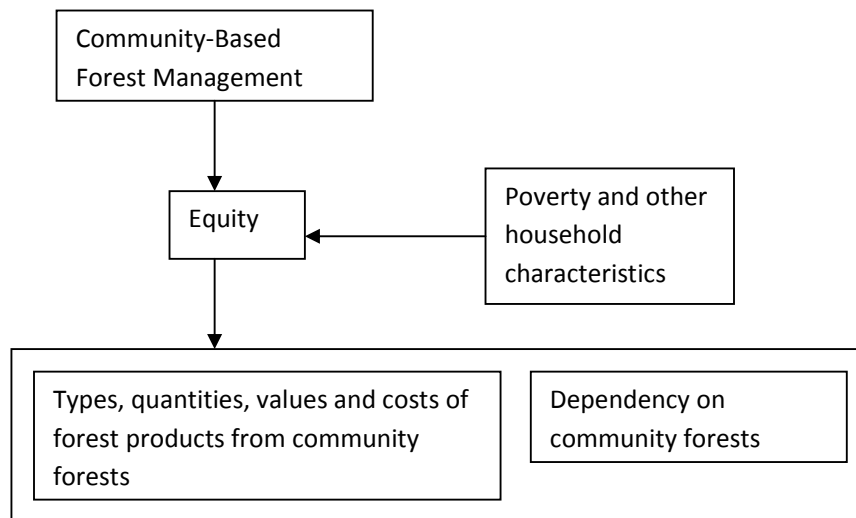 Community-Based
Forest Management
Equity
Poverty and other
household
characteristics
Types, quantities, values and costs of
forest products from community
forests
Dependency on
community forests